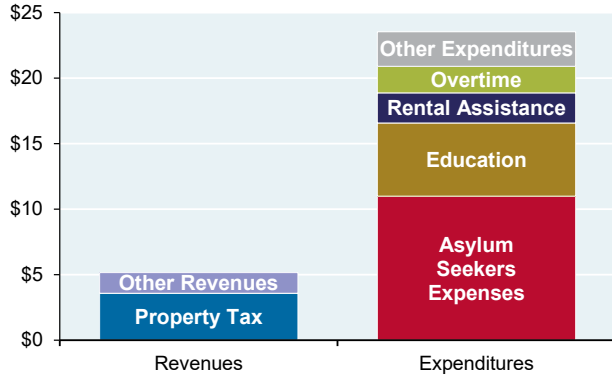 $25
$20
$15
$10
$5
$0
Other Revenues
Property Tax
Other Expenditures
Overtime
Rental Assistance
Education
Asylum
Seekers
Expenses
Revenues
Expenditures